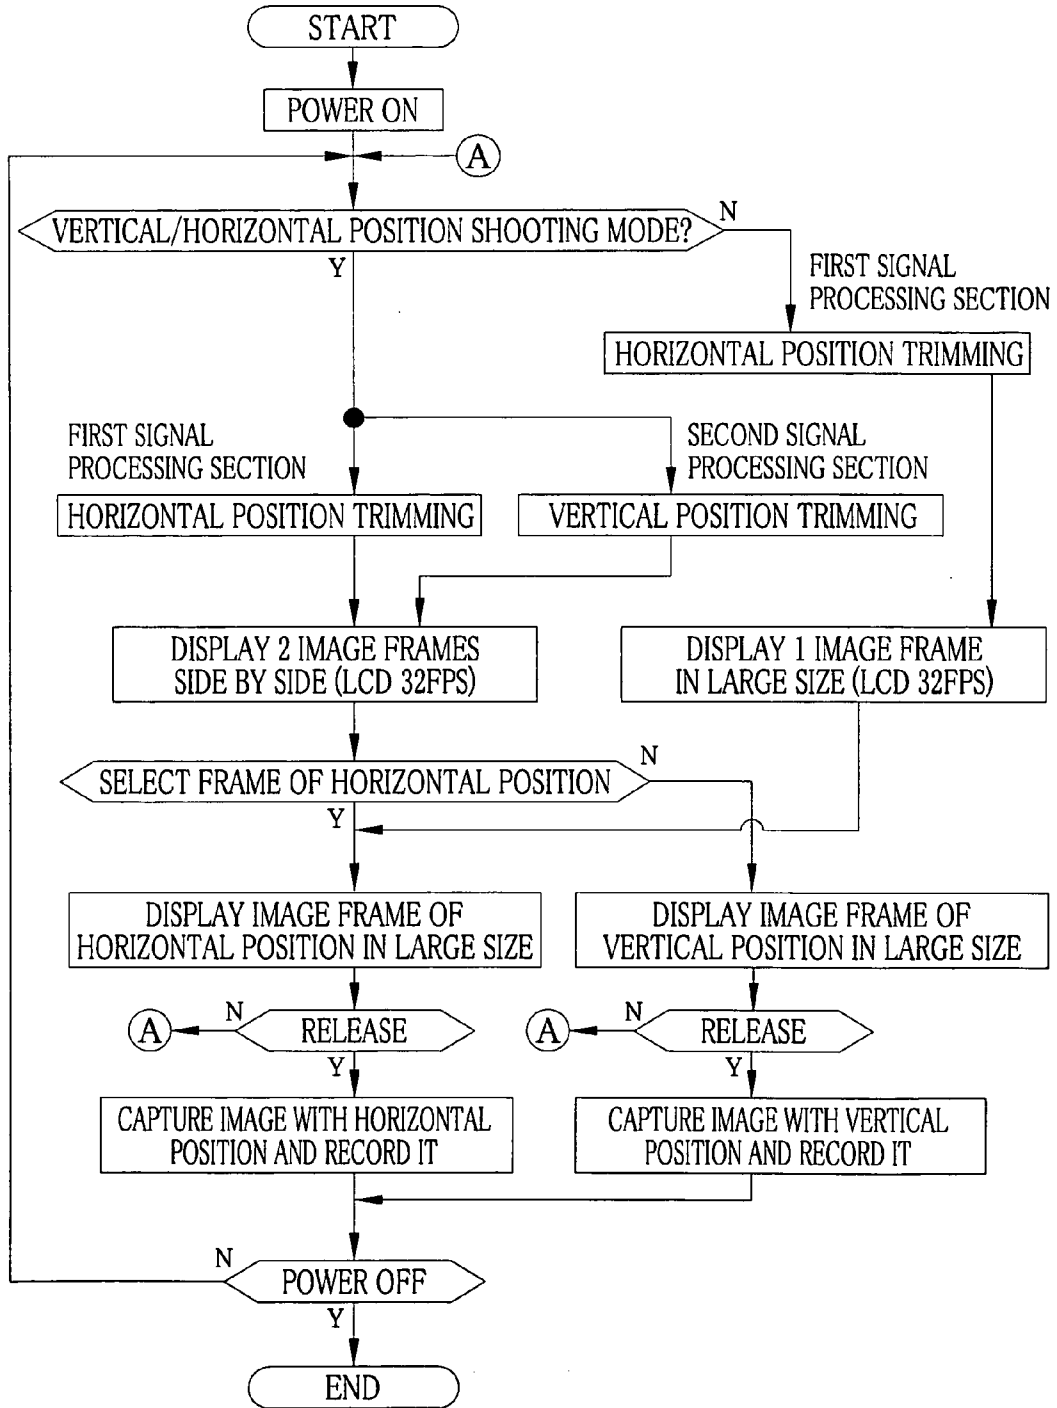 START
POWER ON
A
VERTICAL/HORIZONTAL POSITION SHOOTING MODE?
N
Y
FIRST SIGNAL
PROCESSING SECTION
HORIZONTAL POSITION TRIMMING
FIRST SIGNAL
PROCESSING SECTION
HORIZONTAL POSITION TRIMMING
SECOND SIGNAL
PROCESSING SECTION
VERTICAL POSITION TRIMMING
DISPLAY 2 IMAGE FRAMES
SIDE BY SIDE (LCD 32FPS)
DISPLAY 1 IMAGE FRAME
IN LARGE SIZE (LCD 32FPS)
SELECT FRAME OF HORIZONTAL POSITION
N
Y
DISPLAY IMAGE FRAME OF
HORIZONTAL POSITION IN LARGE SIZE
DISPLAY IMAGE FRAME OF
VERTICAL POSITION IN LARGE SIZE
A
N
RELEASE
Y
A
N
RELEASE
Y
CAPTURE IMAGE WITH HORIZONTAL
POSITION AND RECORD IT
CAPTURE IMAGE WITH VERTICAL
POSITION AND RECORD IT
N
POWER OFF
Y
END